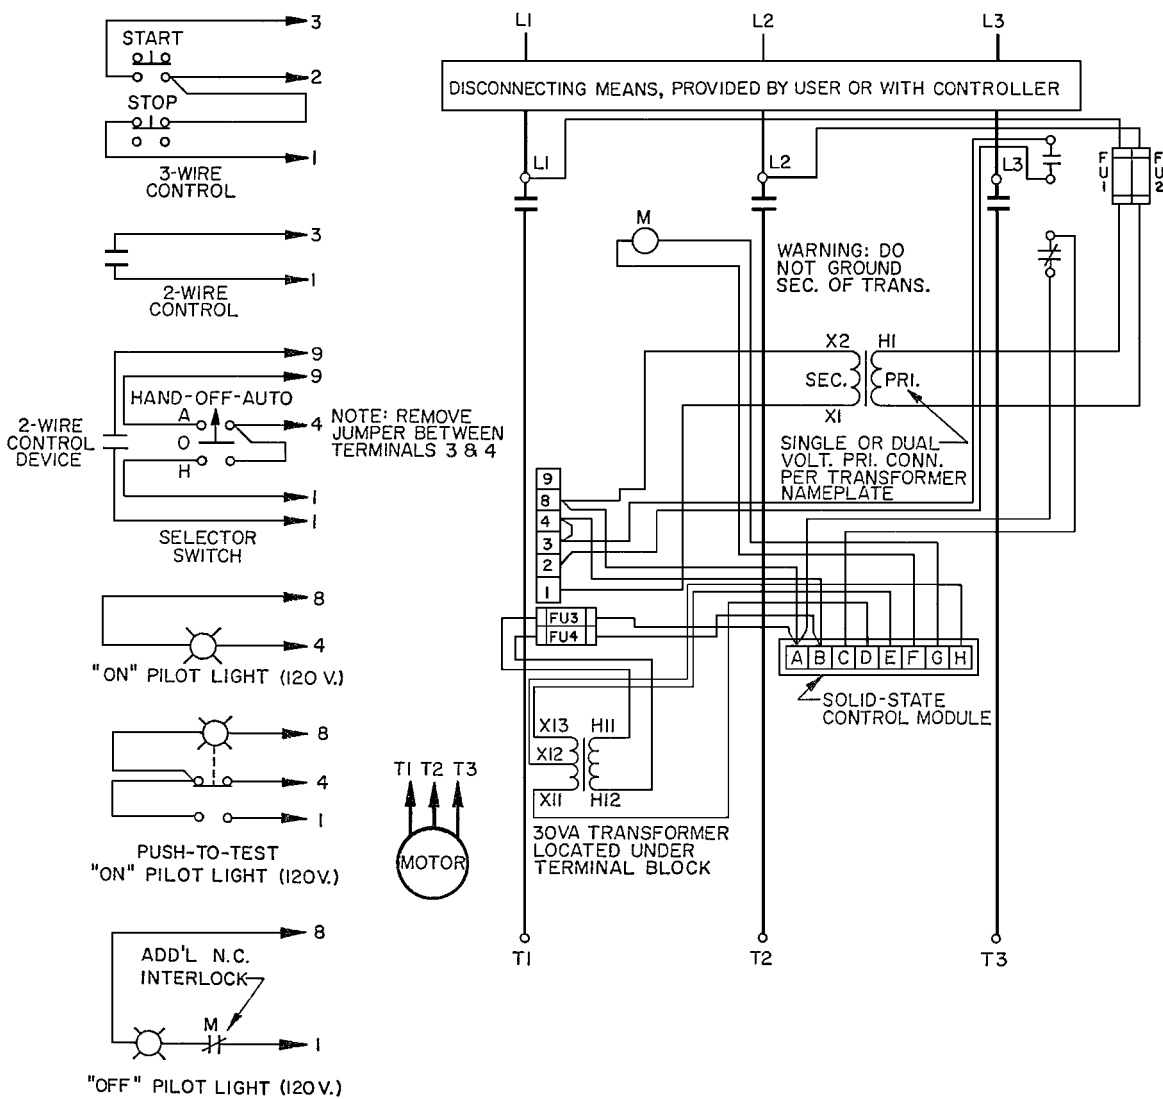 3
START
2
STOP
1
3-WIRE
CONTROL
3
1
2-WIRE
CONTROL
9
9
HAND-OFF-AUTO
A
4
O
H
2-WIRE
CONTROL
DEVICE
NOTE: REMOVE
JUMPER BETWEEN
TERMINALS 3 & 4
1
1
SELECTOR
SWITCH
8
4
"ON" PILOT LIGHT (120 V.)
8
4
1
PUSH-TO-TEST
"ON" PILOT LIGHT (120V.)
8
ADD'L N.C.
INTERLOCK
M
1
"OFF" PILOT LIGHT (120V.)
T1 T2 T3
MOTOR
L1
L2
L3
DISCONNECTING MEANS, PROVIDED BY USER OR WITH CONTROLLER
L1
L2
L3
FU1
FU2
M
WARNING: DO
NOT GROUND
SEC. OF TRANS.
X2
H1
SEC.
PRI.
X1
SINGLE OR DUAL
VOLT. PRI. CONN.
PER TRANSFORMER
NAMEPLATE
9
8
4
3
2
1
FU3
FU4
A B C D E F G H
SOLID-STATE
CONTROL MODULE
X13
H11
X12
X11
H12
30VA TRANSFORMER
LOCATED UNDER
TERMINAL BLOCK
T1
T2
T3